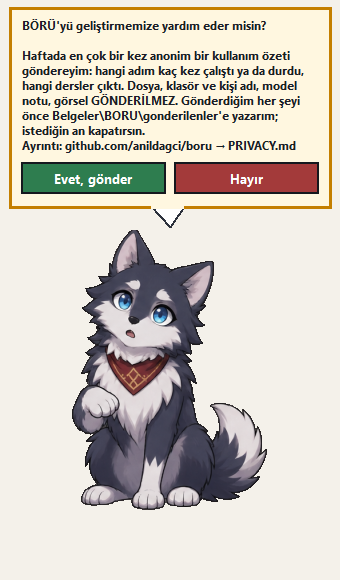 BÖRÜ'yü geliştirmemize yardım eder misin?
Haftada en çok bir kez anonim bir kullanım özeti
göndereyim: hangi adım kaç kez çalıştı ya da durdu,
hangi dersler çıktı. Dosya, klasör ve kişi adı, model
notu, görsel GÖNDERİLMEZ. Gönderdiğim her şeyi
önce Belgeler\BORU\gonderilenler'e yazarım;
istediğin an kapatırsın.
Ayrıntı: github.com/anildagci/boru → PRIVACY.md
Evet, gönder
Hayır